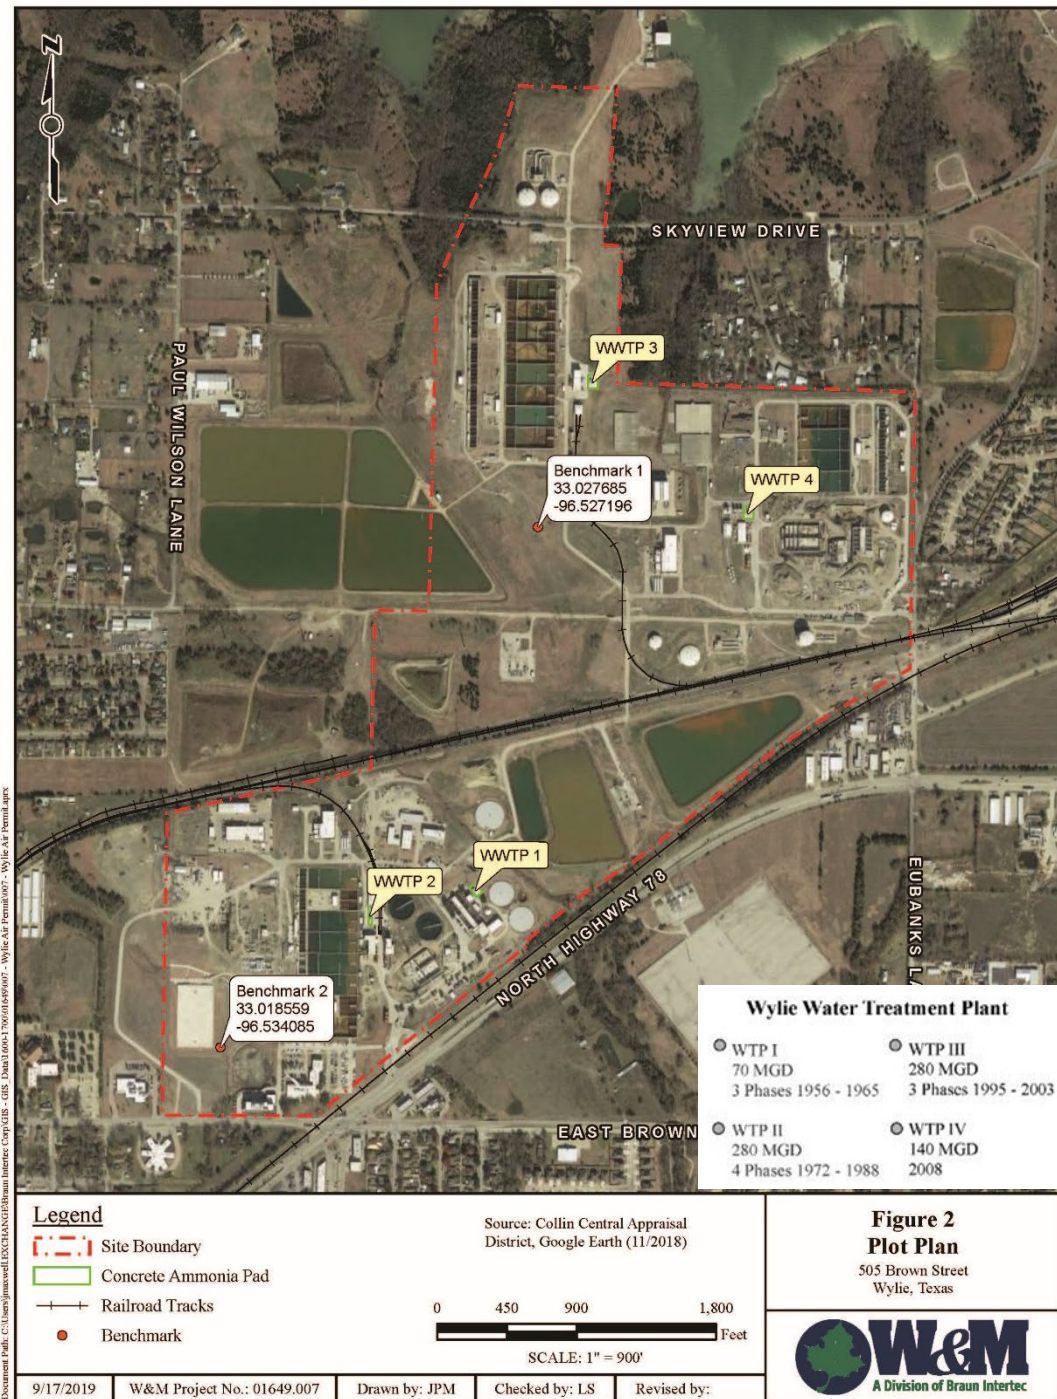 N
SKYVIEW DRIVE
PAUL WILSON LANE
WWTP 3
Benchmark 1
33.027685
-96.527196
WWTP 4
WWTP 1
WWTP 2
NORTH HIGHWAY 78
EUBANKS
Benchmark 2
33.018559
-96.534085
EAST BROWN
Wylie Water Treatment Plant
WTP I
70 MGD
3 Phases 1956 - 1965
WTP III
280 MGD
3 Phases 1995 - 2003
WTP II
280 MGD
4 Phases 1972 - 1988
WTP IV
140 MGD
2008
Legend
Site Boundary
Concrete Ammonia Pad
Railroad Tracks
Benchmark
Source: Collin Central Appraisal
District, Google Earth (11/2018)
0 450 900 1,800
Feet
SCALE: 1" = 900'
Figure 2
Plot Plan
505 Brown Street
Wylie, Texas
W&M
A Division of Braun Intertec
9/17/2019
W&M Project No.: 01649.007
Drawn by: JPM
Checked by: LS
Revised by: